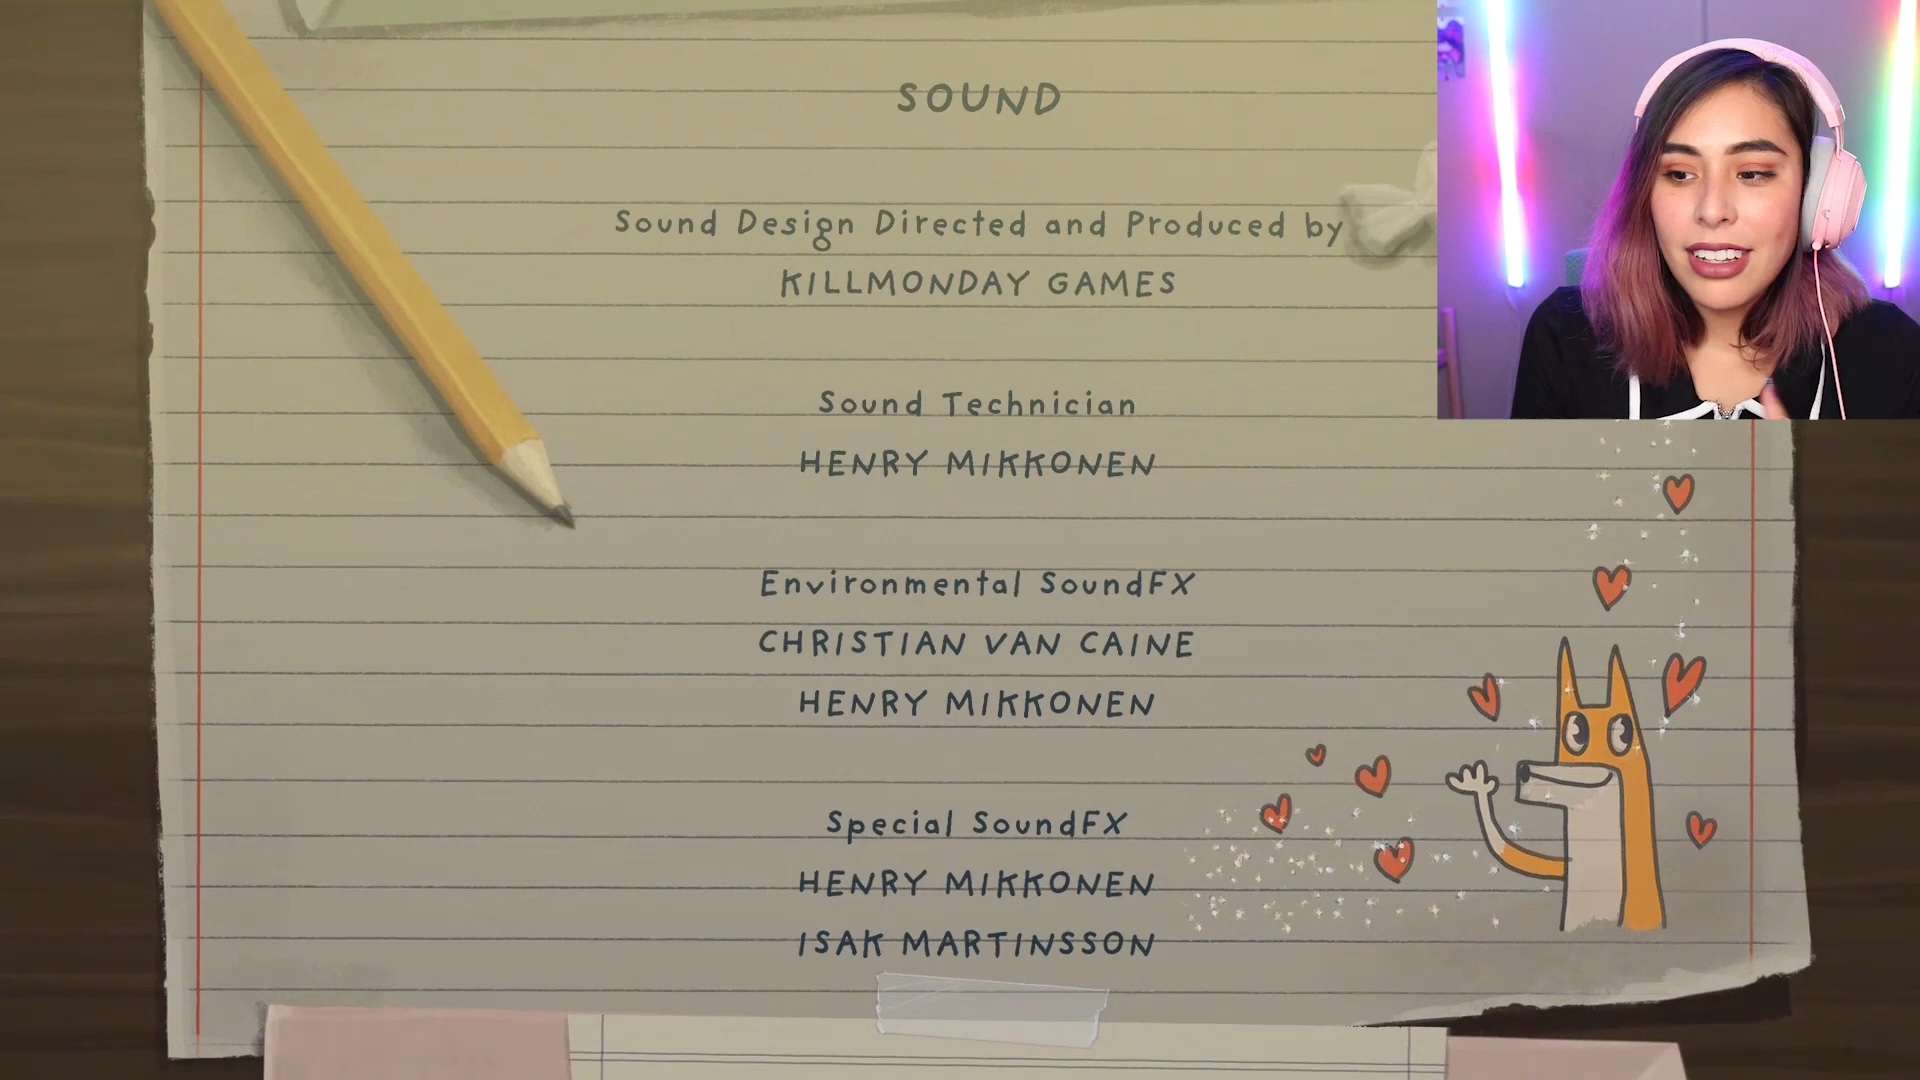 SOUND
Sound Design Directed and Produced by
KILLMONDAY GAMES
Sound Technician
HENRY MIKKONEN
Environmental SoundFX
CHRISTIAN VAN CAINE
HENRY MIKKONEN
Special SoundFX
HENRY MIKKONEN
ISAK MARTINSSON